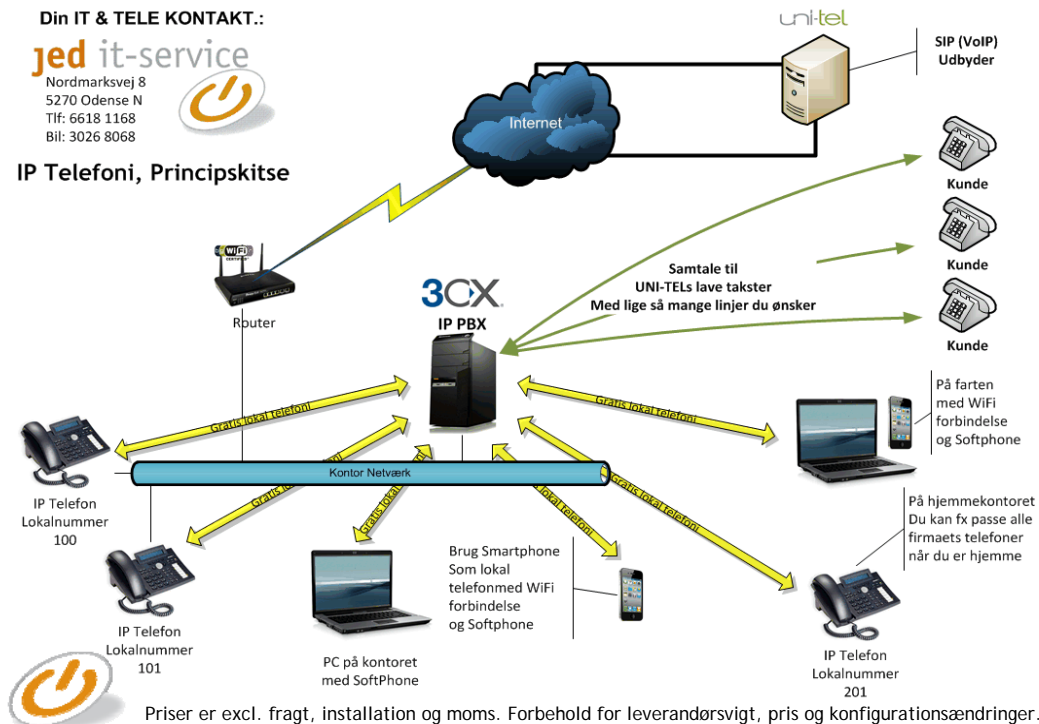 Din IT & TELE KONTAKT.:
jed it-service
Nordmarksvej 8
5270 Odense N
Tlf: 6618 1168
Bil: 3026 8068
IP Telefoni, Principskitse
uni-tel
SIP (VoIP)
Udbyder
Internet
Kunde
Kunde
Kunde
Samtale til
UNI-TELs lave takster
Med lige så mange linjer du ønsker
WiFi
CERTIFIED
Router
3CX
IP PBX
Gratis lokal telefoni
Gratis lokal telefoni
Gratis lokal
lokal telefoni
Gratis lokal telefoni
Gratis lokal telefoni
Kontor Netværk
På farten
med WiFi
forbindelse
og Softphone
På hjemmekontoret
Du kan fx passe alle
firmaets telefoner
når du er hjemme
IP Telefon
Lokalnummer
100
IP Telefon
Lokalnummer
101
PC på kontoret
med SoftPhone
Brug Smartphone
Som lokal
telefonmed WiFi
forbindelse
og Softphone
IP Telefon
Lokalnummer
201
Priser er excl. fragt, installation og moms. Forbehold for leverandørsvigt, pris og konfigurationsændringer.